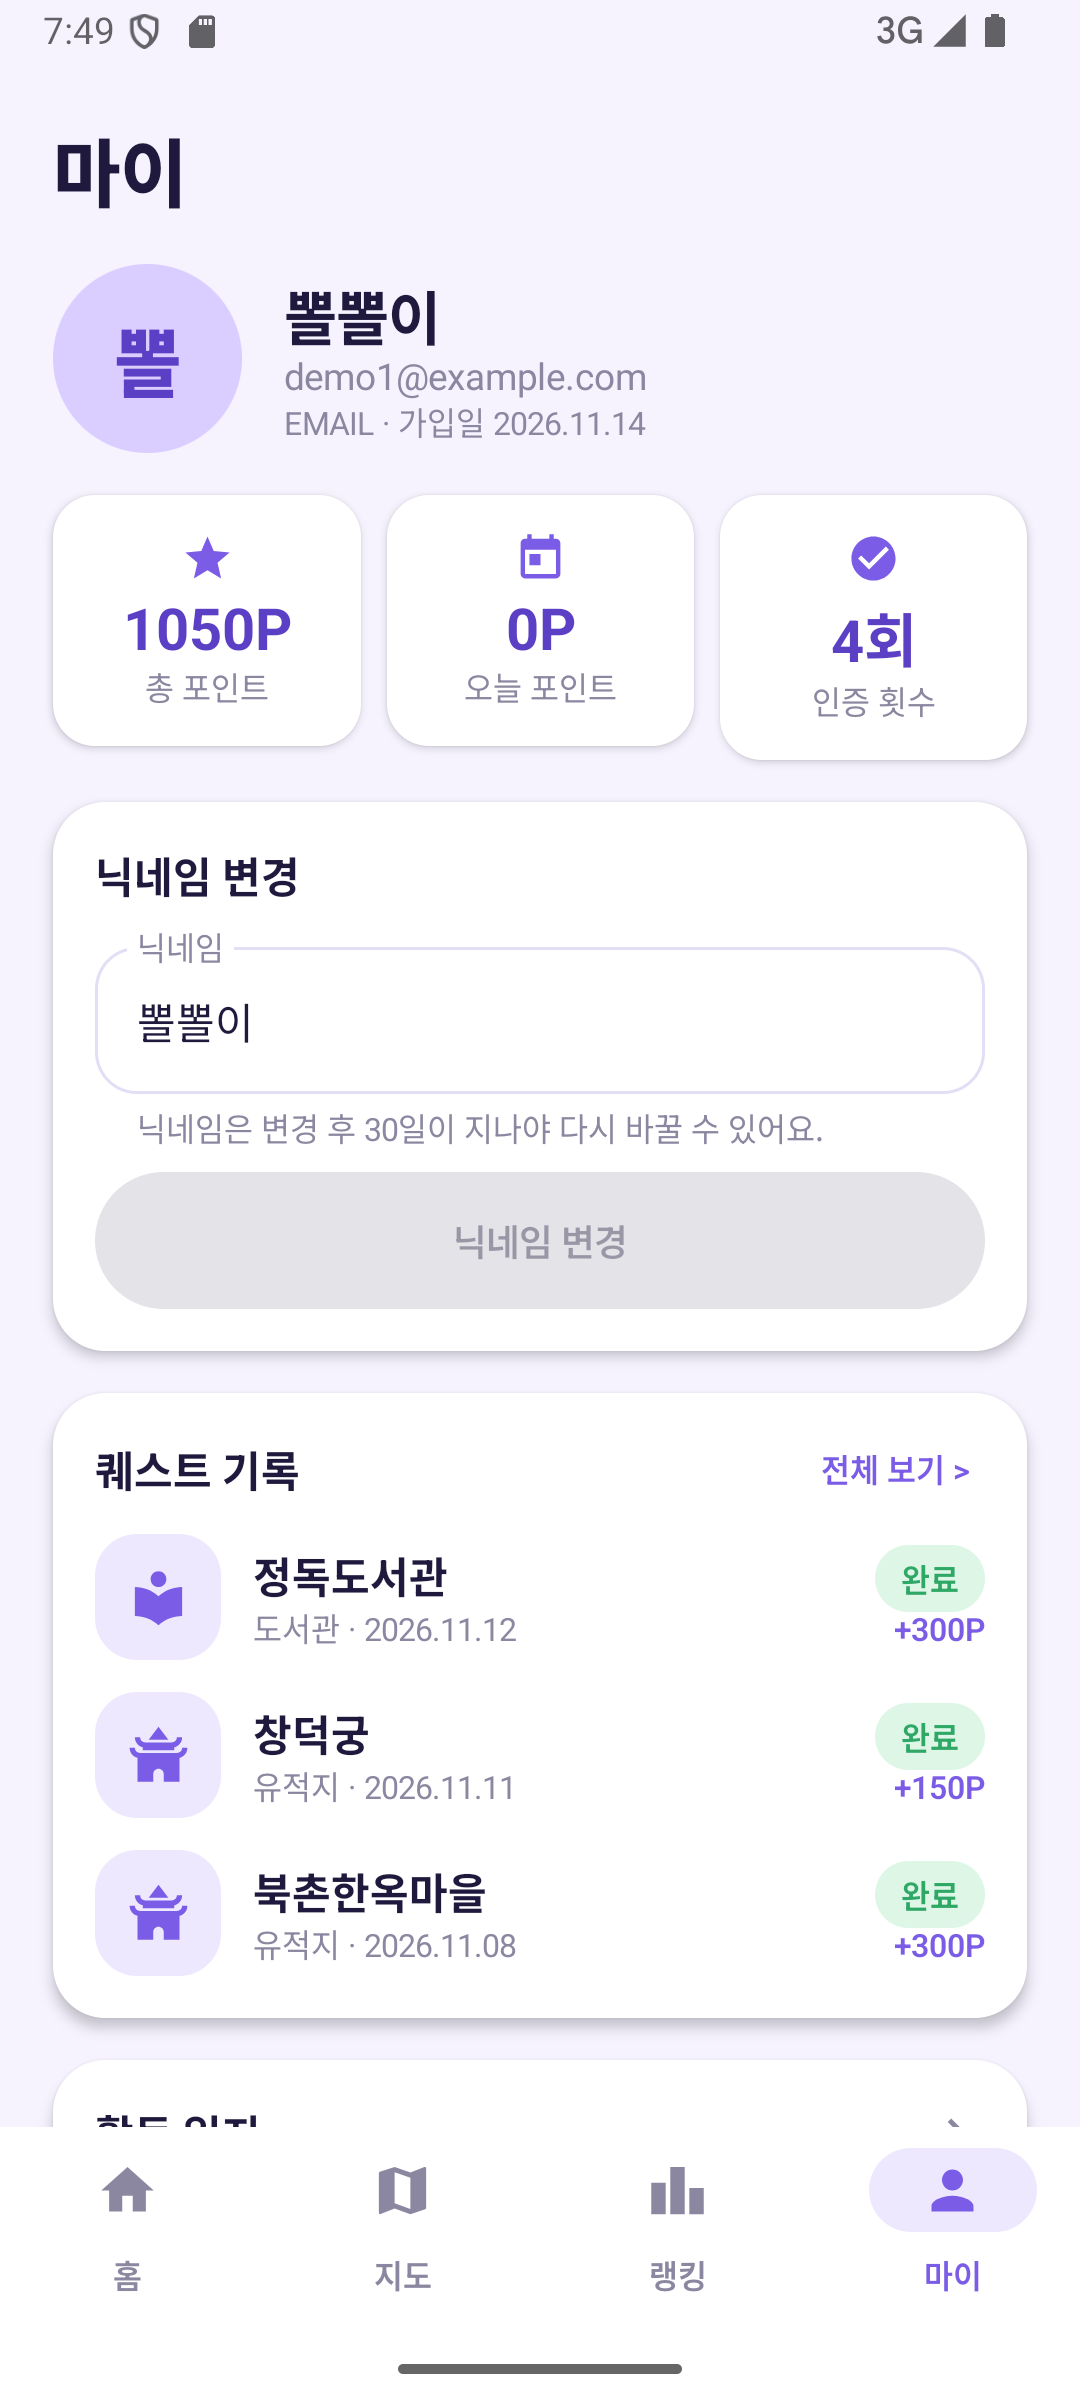 7:49
3G
마이
뽈
뽈뽈이
demo1@example.com
EMAIL · 가입일 2026.11.14
1050P
총 포인트
0P
오늘 포인트
4회
인증 횟수
닉네임 변경
닉네임
뽈뽈이
닉네임은 변경 후 30일이 지나야 다시 바꿀 수 있어요.
닉네임 변경
퀘스트 기록
전체 보기 >
정독도서관
도서관 · 2026.11.12
완료
+300P
창덕궁
유적지 · 2026.11.11
완료
+150P
북촌한옥마을
유적지 · 2026.11.08
완료
+300P
홈
지도
랭킹
마이